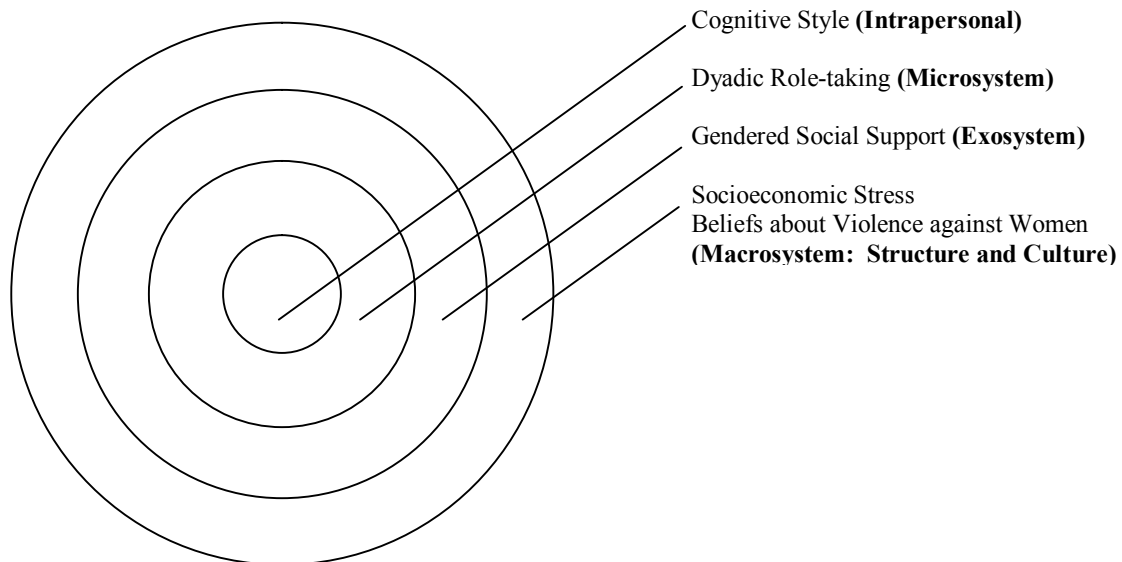 Cognitive Style (Intrapersonal)
Dyadic Role-taking (Microsystem)
Gendered Social Support (Exosystem)
Socioeconomic Stress
Beliefs about Violence against Women
(Macrosystem:  Structure and Culture)